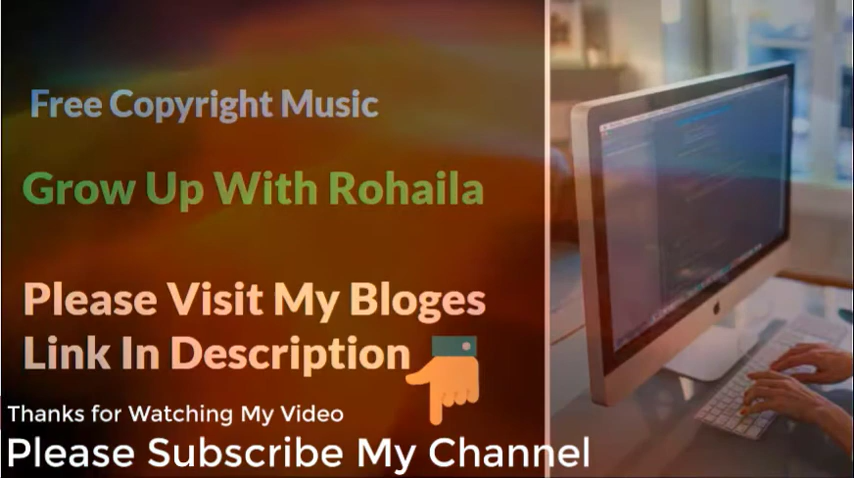 Free Copyright Music
Grow Up With Rohaila
Please Visit My Bloges
Link In Description
Thanks for Watching My Video
Please Subscribe My Channel